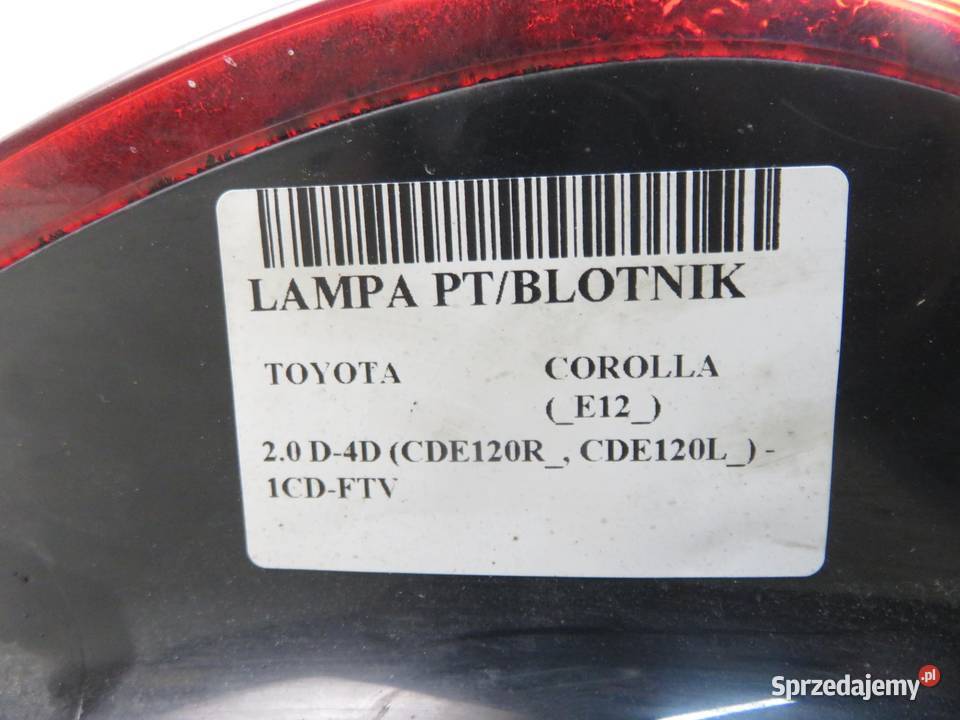 LAMPA PT/BLOTNIK
TOYOTA COROLLA
(_E12_)
2.0 D-4D (CDE120R_, CDE120L_) -
1CD-FTV
Sprzedajemy.pl